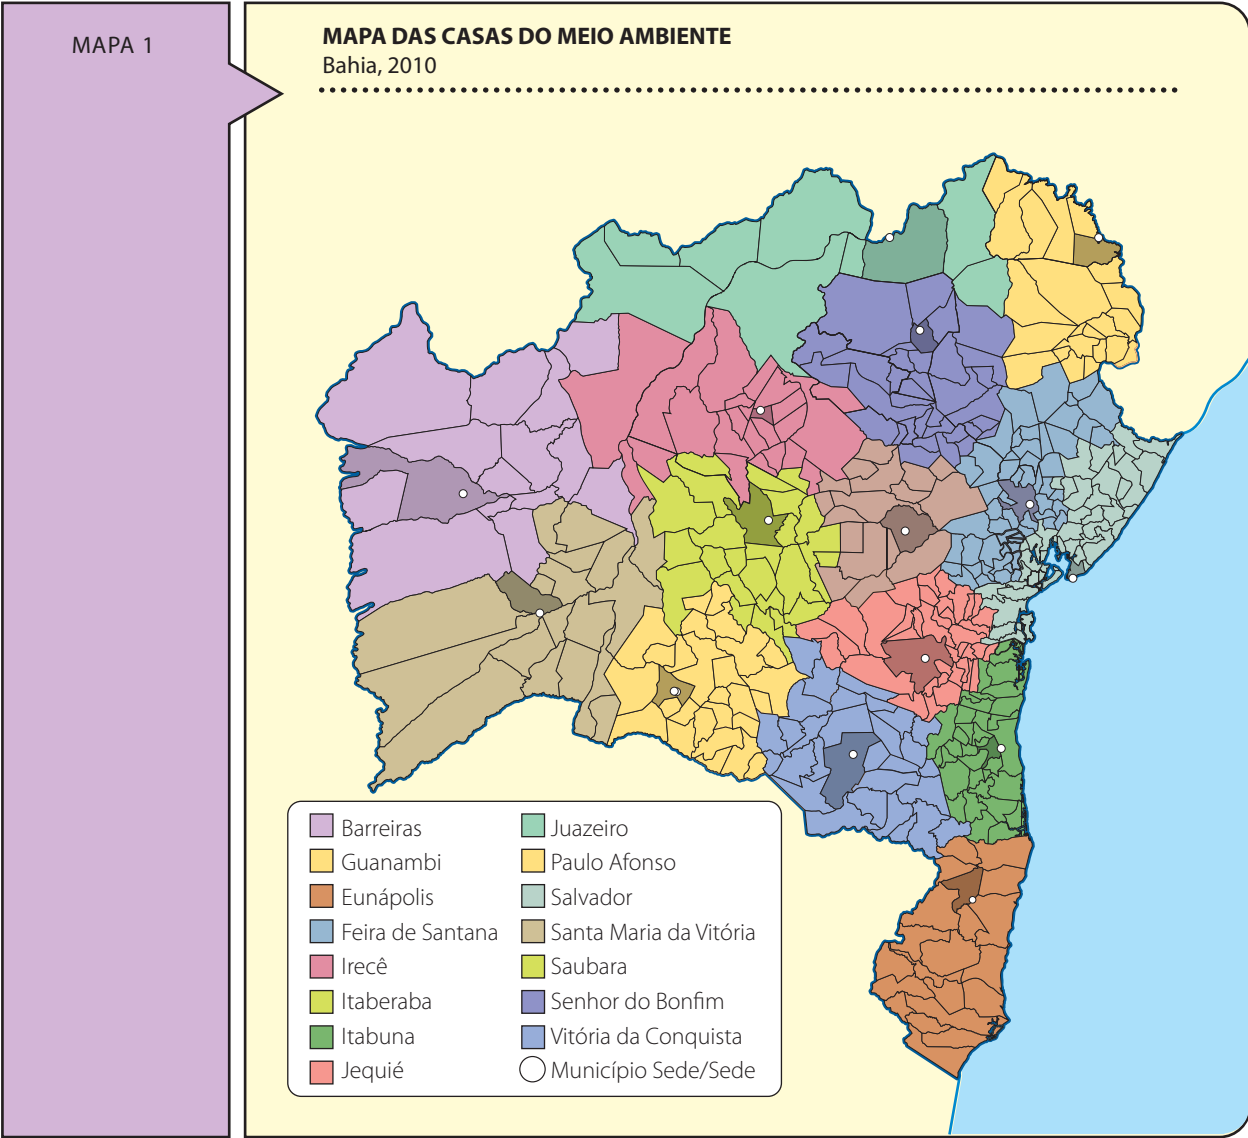 MAPA 1
MAPA DAS CASAS DO MEIO AMBIENTE
Bahia, 2010
Barreiras
Guanambi
Eunápolis
Feira de Santana
Irecê
Itaberaba
Itabuna
Jequié
Juazeiro
Paulo Afonso
Salvador
Santa Maria da Vitória
Saubara
Senhor do Bonfim
Vitória da Conquista
Município Sede/Sede